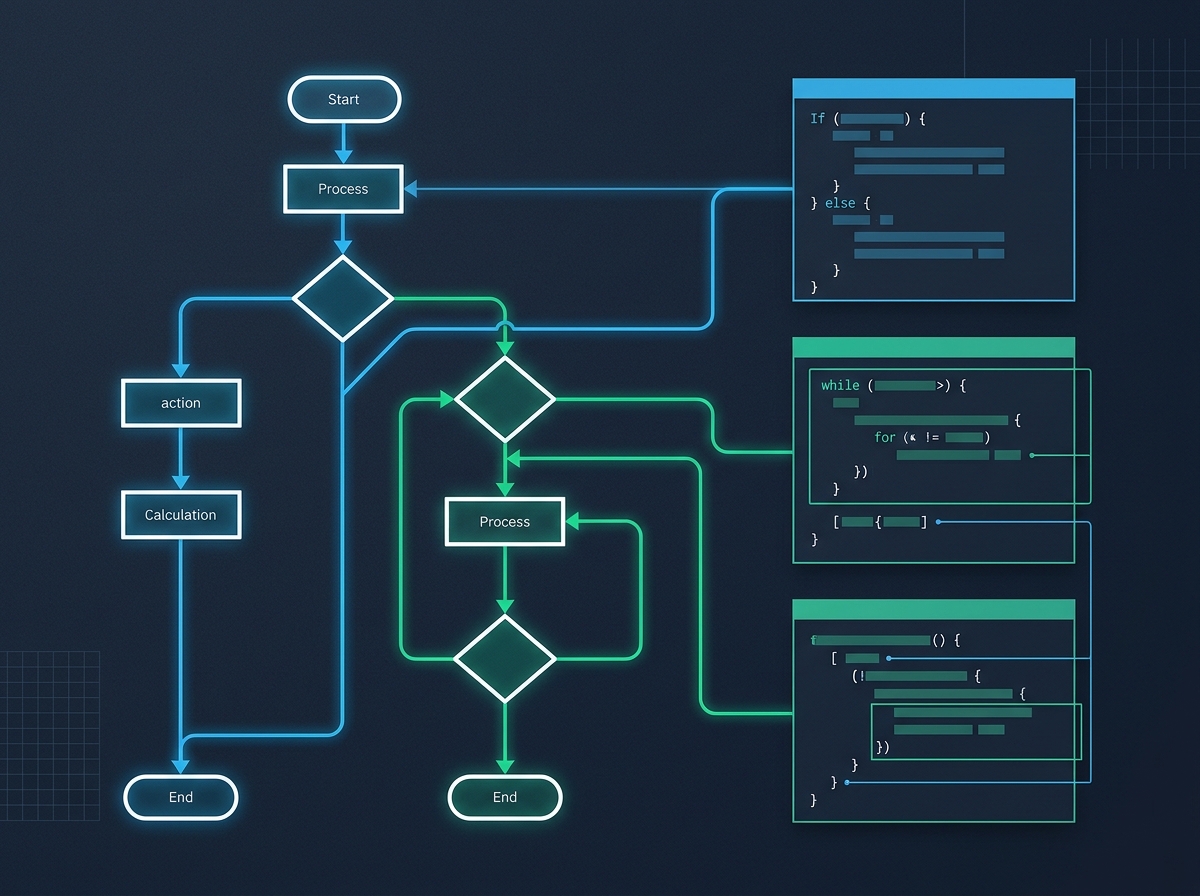 Start
Process
action
Calculation
End
Process
End
If ( ) {
}
} else {
}
}
while ( >) {
{
for ( != )
})
}
[ { ]
}
() {
[
(! {
{
})
}
}
}